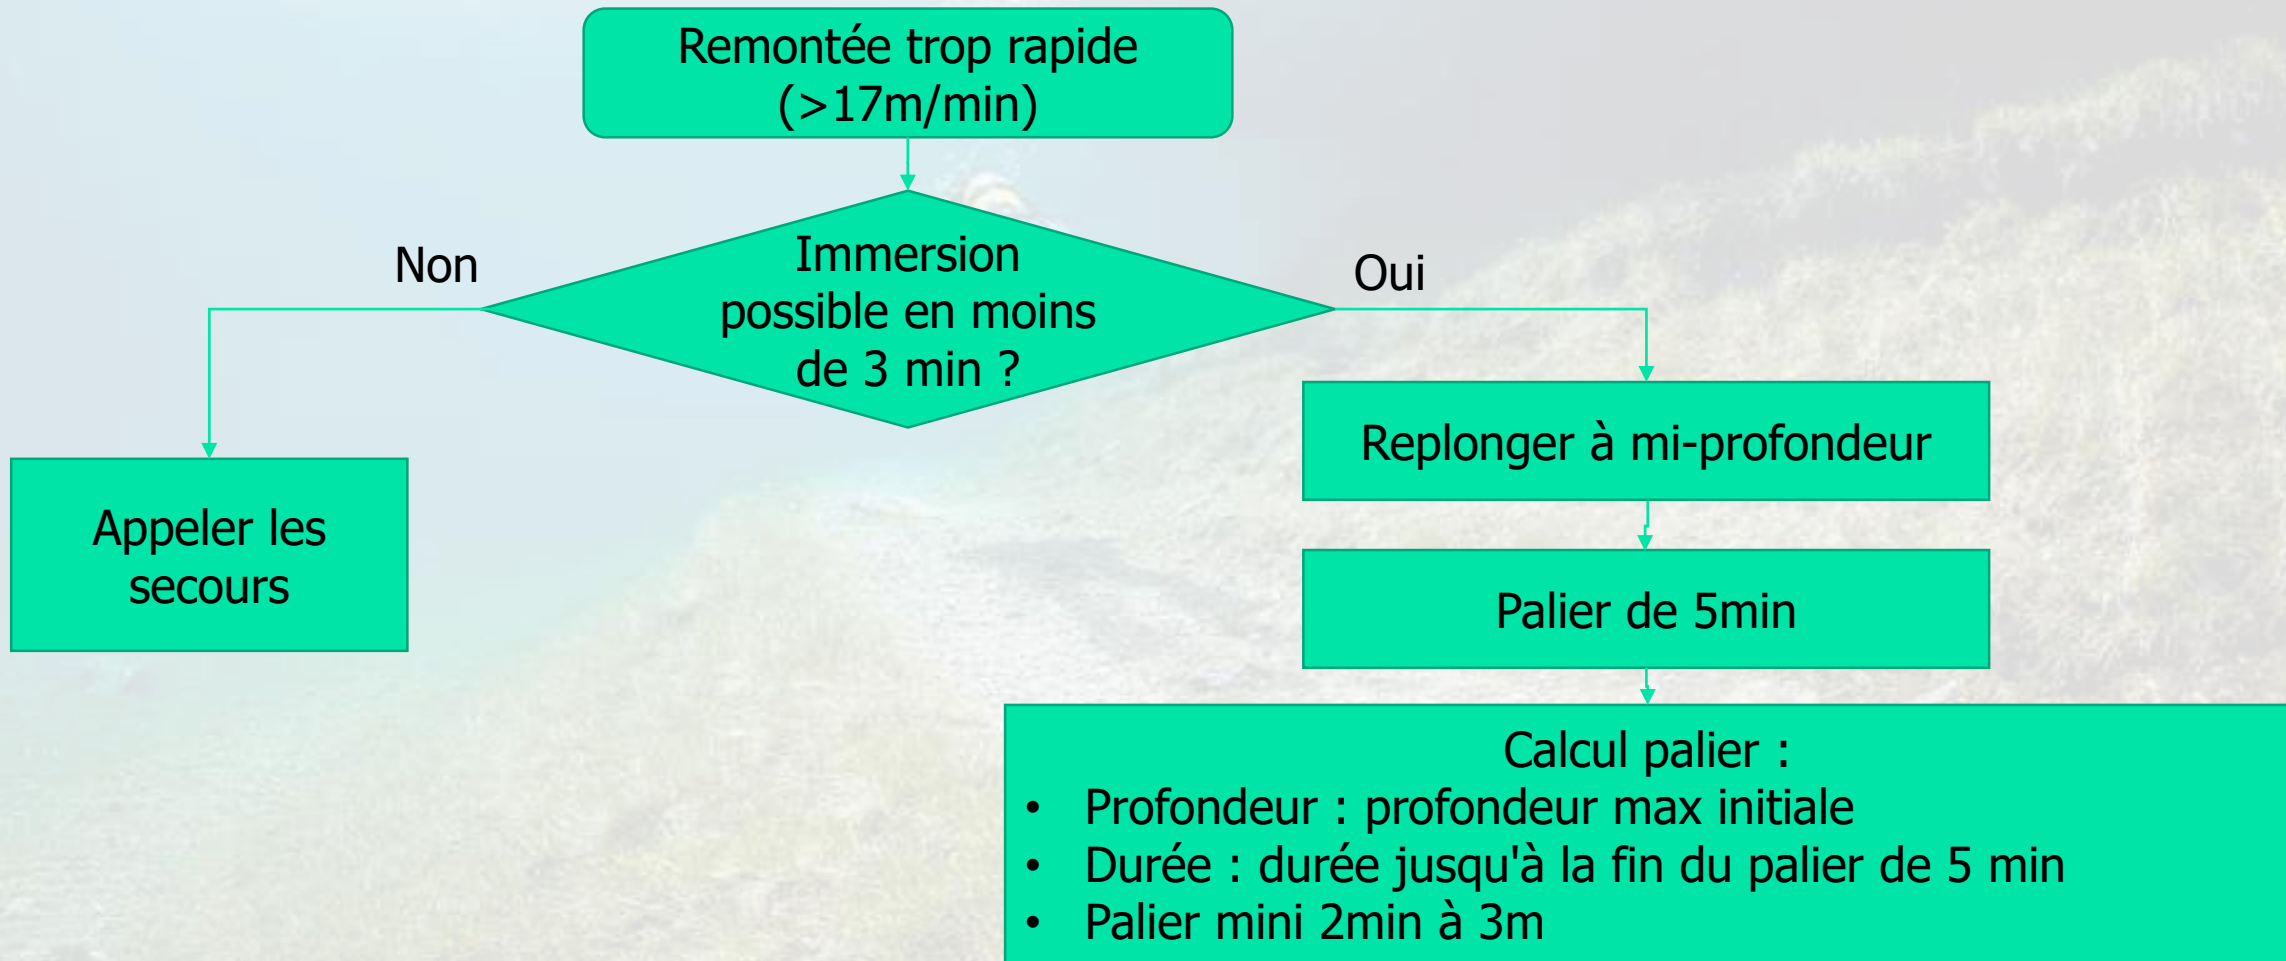 Remontée trop rapide
(>17m/min)
Non
Immersion
possible en moins
de 3 min ?
Oui
Replonger à mi-profondeur
Appeler les
secours
Palier de 5min
Calcul palier :
• Profondeur : profondeur max initiale
• Durée : durée jusqu'à la fin du palier de 5 min
• Palier mini 2min à 3m